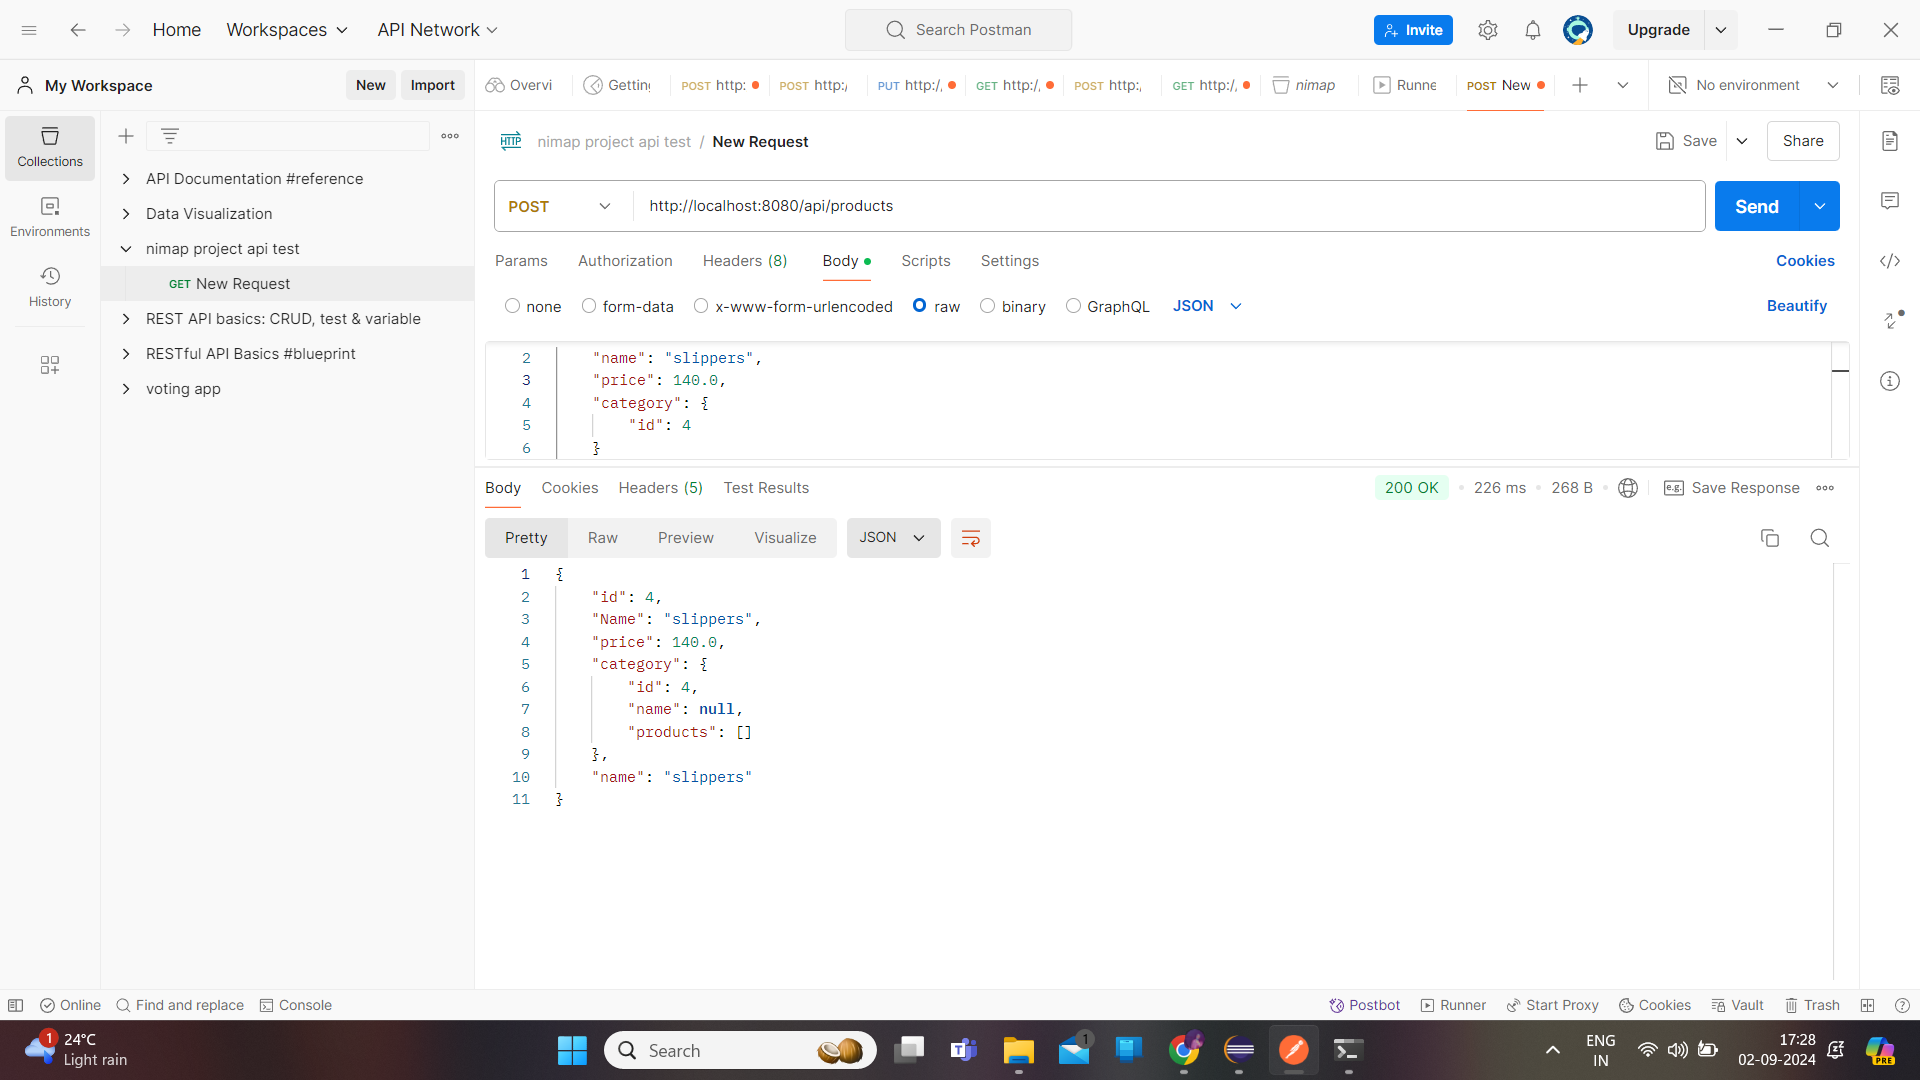 Home
Workspaces
API Network
Search Postman
Invite
Upgrade
My Workspace
New
Import
Overvi
Getting
POST http:
POST http:/
PUT http:/
GET http:/
POST http:
GET http:/
nimap
Runne
POST New
No environment
Collections
Environments
History
API Documentation #reference
Data Visualization
nimap project api test
GET New Request
REST API basics: CRUD, test & variable
RESTful API Basics #blueprint
voting app
HTTP
nimap project api test / New Request
Save
Share
POST
http://localhost:8080/api/products
Send
Params
Authorization
Headers (8)
Body
Scripts
Settings
Cookies
none
form-data
x-www-form-urlencoded
raw
binary
GraphQL
JSON
Beautify
2 "name": "slippers",
3 "price": 140.0,
4 "category": {
5 "id": 4
6 }
Body
Cookies
Headers (5)
Test Results
200 OK
226 ms
268 B
e.g.
Save Response
Pretty
Raw
Preview
Visualize
JSON
1 {
2 "id": 4,
3 "Name": "slippers",
4 "price": 140.0,
5 "category": {
6 "id": 4,
7 "name": null,
8 "products": []
9 },
10 "name": "slippers"
11 }
Online
Find and replace
Console
Postbot
Runner
Start Proxy
Cookies
Vault
Trash
1
24°C
Light rain
Search
1
ENG
IN
17:28
02-09-2024
PRE